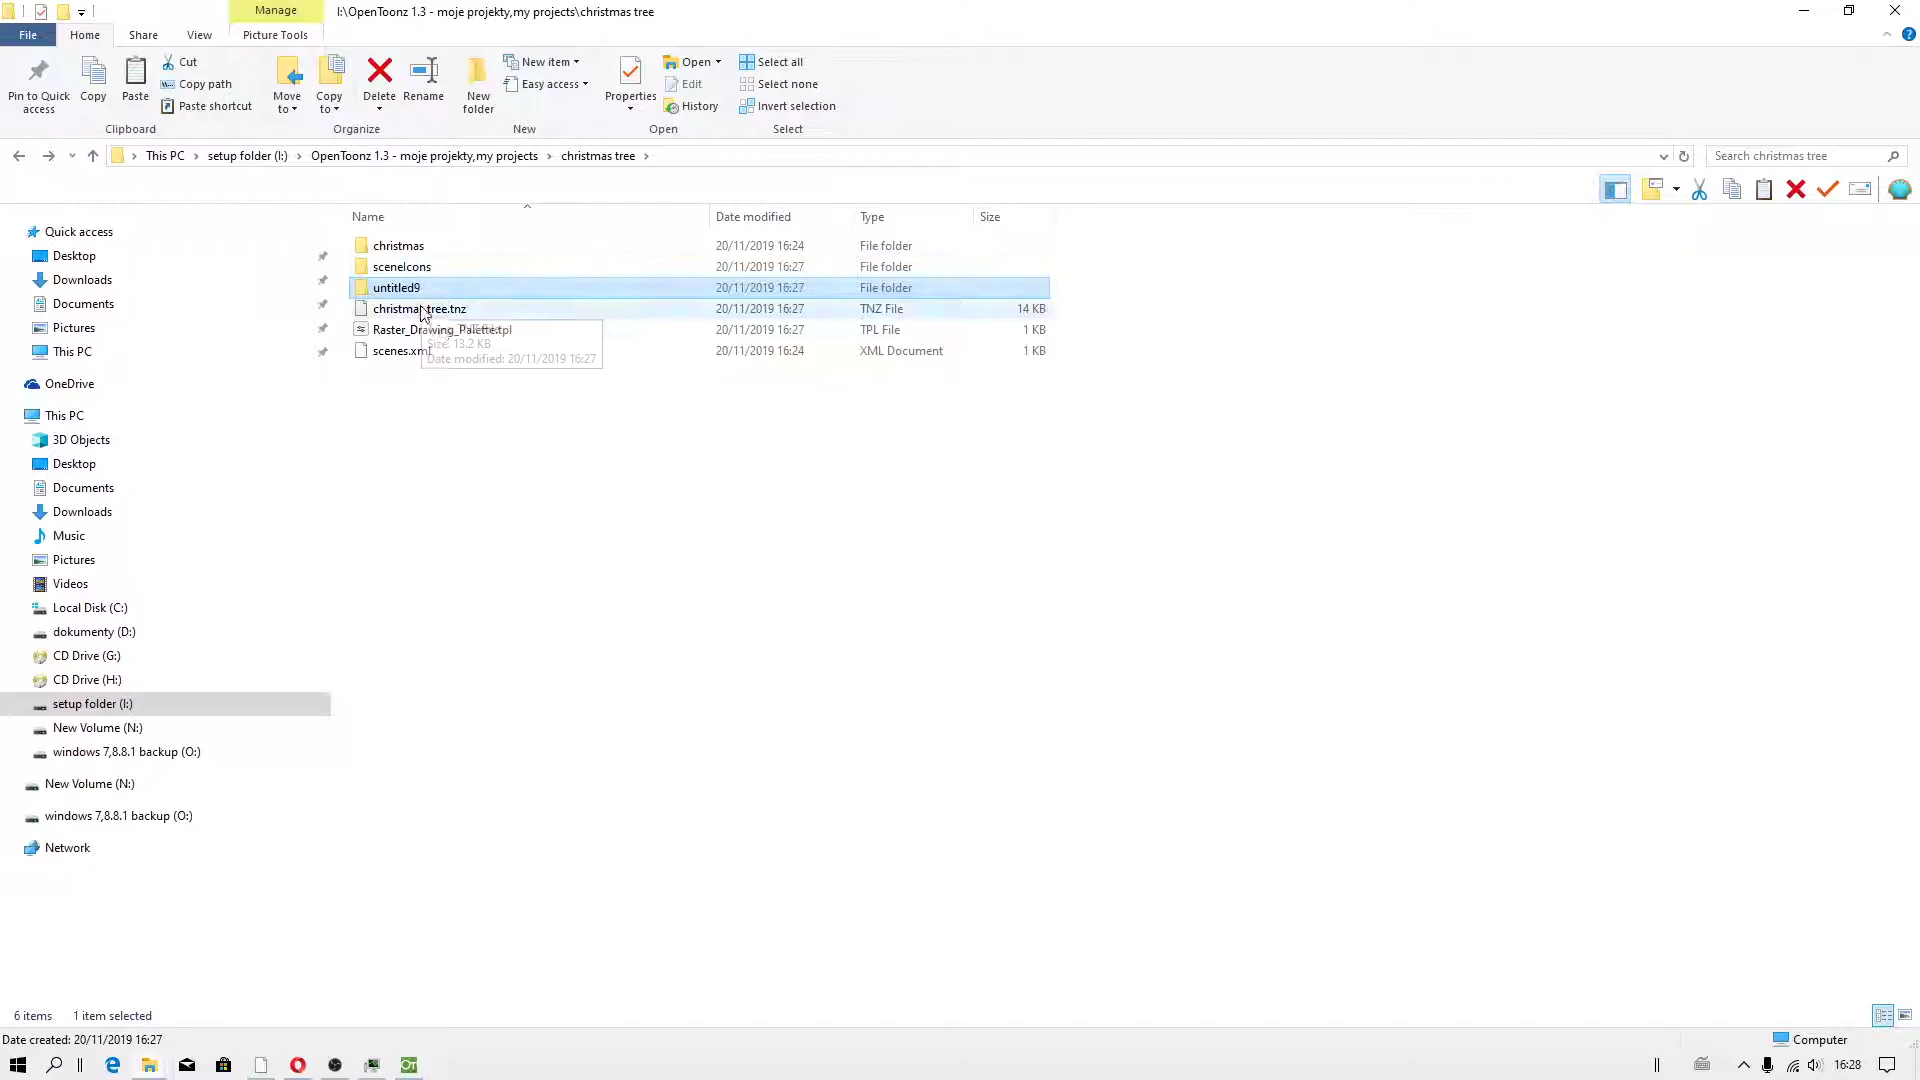 Manage
I:\OpenToonz 1.3 - moje projekty,my projects\christmas tree
File
Home
Share
View
Picture Tools
Pin to Quick access
Copy
Paste
Cut
Copy path
Paste shortcut
Move to
Copy to
Delete
Rename
New folder
New item
Easy access
Properties
Open
Edit
History
Select all
Select none
Invert selection
Clipboard
Organize
New
Open
Select
This PC
setup folder (I:)
OpenToonz 1.3 - moje projekty,my projects
christmas tree
Search christmas tree
Name
Date modified
Type
Size
christmas 20/11/2019 16:24 File folder
sceneIcons 20/11/2019 16:27 File folder
untitled9 20/11/2019 16:27 File folder
christmas tree.tnz 20/11/2019 16:27 TNZ File 14 KB
Raster_Drawing_Palette.tpl 20/11/2019 16:27 TPL File 1 KB
scenes.xml 20/11/2019 16:24 XML Document 1 KB
Size: 13.2 KB
Date modified: 20/11/2019 16:27
Quick access
Desktop
Downloads
Documents
Pictures
This PC
OneDrive
This PC
3D Objects
Desktop
Documents
Downloads
Music
Pictures
Videos
Local Disk (C:)
dokumenty (D:)
CD Drive (G:)
CD Drive (H:)
setup folder (I:)
New Volume (N:)
windows 7,8.8.1 backup (O:)
New Volume (N:)
windows 7,8.8.1 backup (O:)
Network
6 items 1 item selected
Date created: 20/11/2019 16:27
Computer
16:28